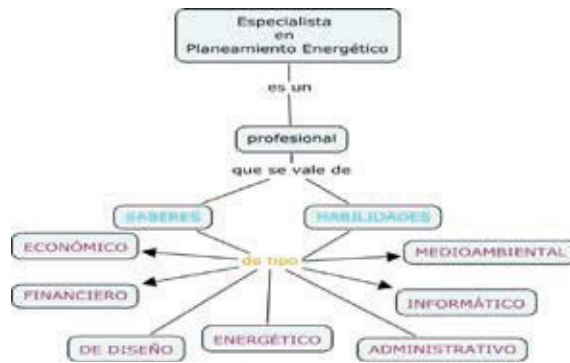 Especialista
en
Planeamiento Energético
es un
profesional
que se vale de
SABERES
HABILIDADES
de tipo
ECONÓMICO
MEDIOAMBIENTAL
FINANCIERO
INFORMÁTICO
DE DISEÑO
ENERGÉTICO
ADMINISTRATIVO